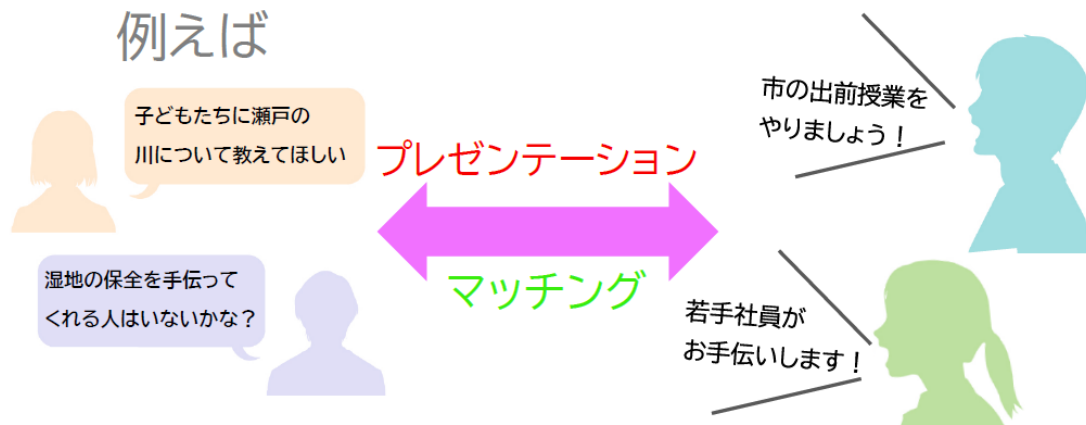 例えば
子どもたちに瀬戸の
川について教えてほしい
湿地の保全を手伝って
くれる人はいないかな？
プレゼンテーション
マッチング
市の出前授業を
やりましょう！
若手社員が
お手伝いします！